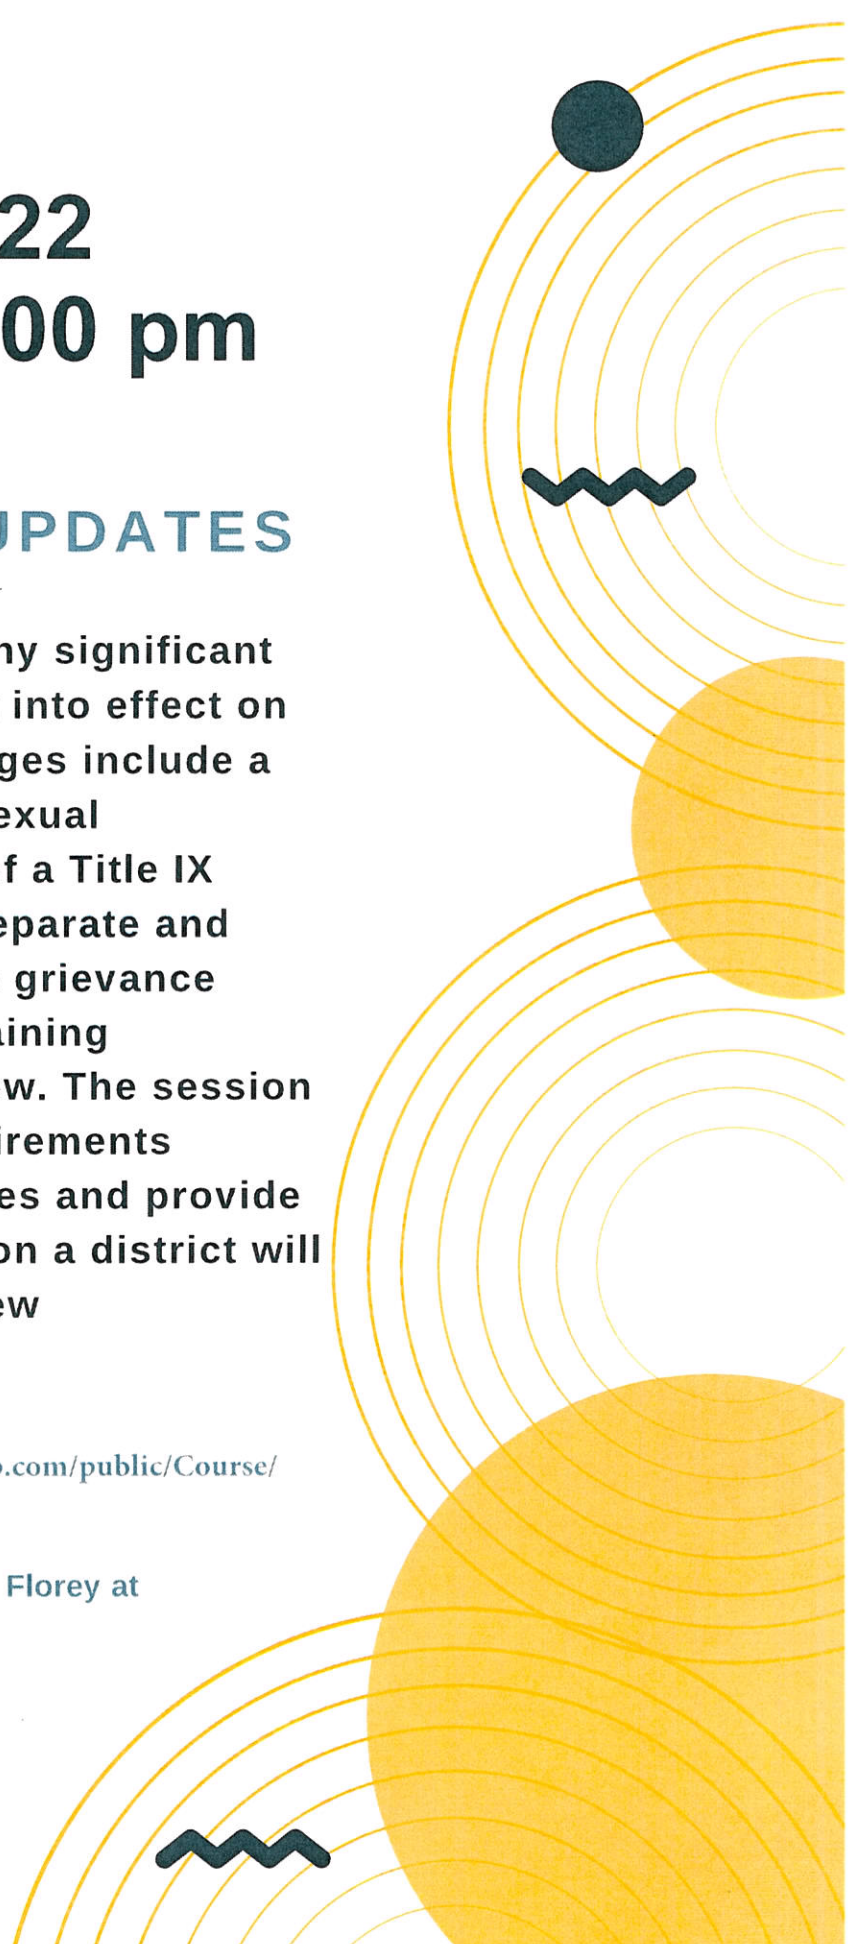 22
00 pm
UPDATES
ny significant
into effect on
ges include a
exual
f a Title IX
eparate and
grievance
aining
w. The session
irements
es and provide
on a district will
ew
.com/public/Course/
Florey at